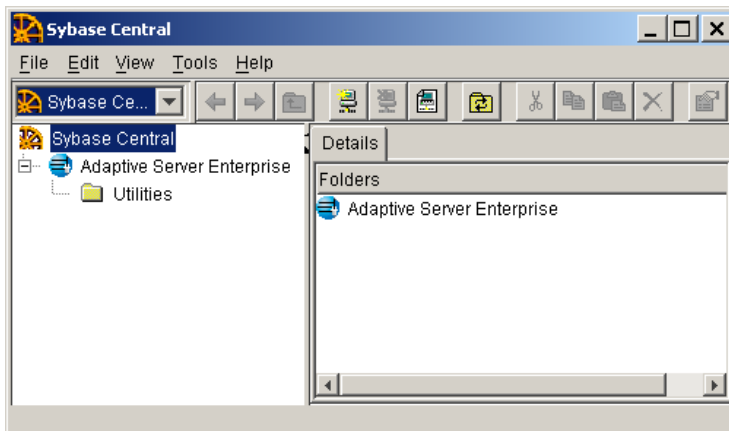 Sybase Central
File Edit View Tools Help
Sybase Ce...
Sybase Central
Adaptive Server Enterprise
Utilities
Details
Folders
Adaptive Server Enterprise